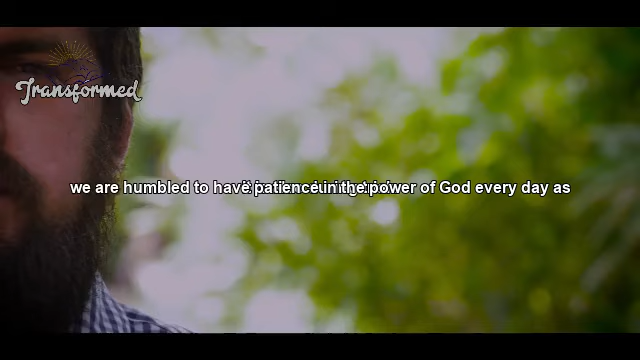 Transformed
we are humbled to have patience in the power of God every day as